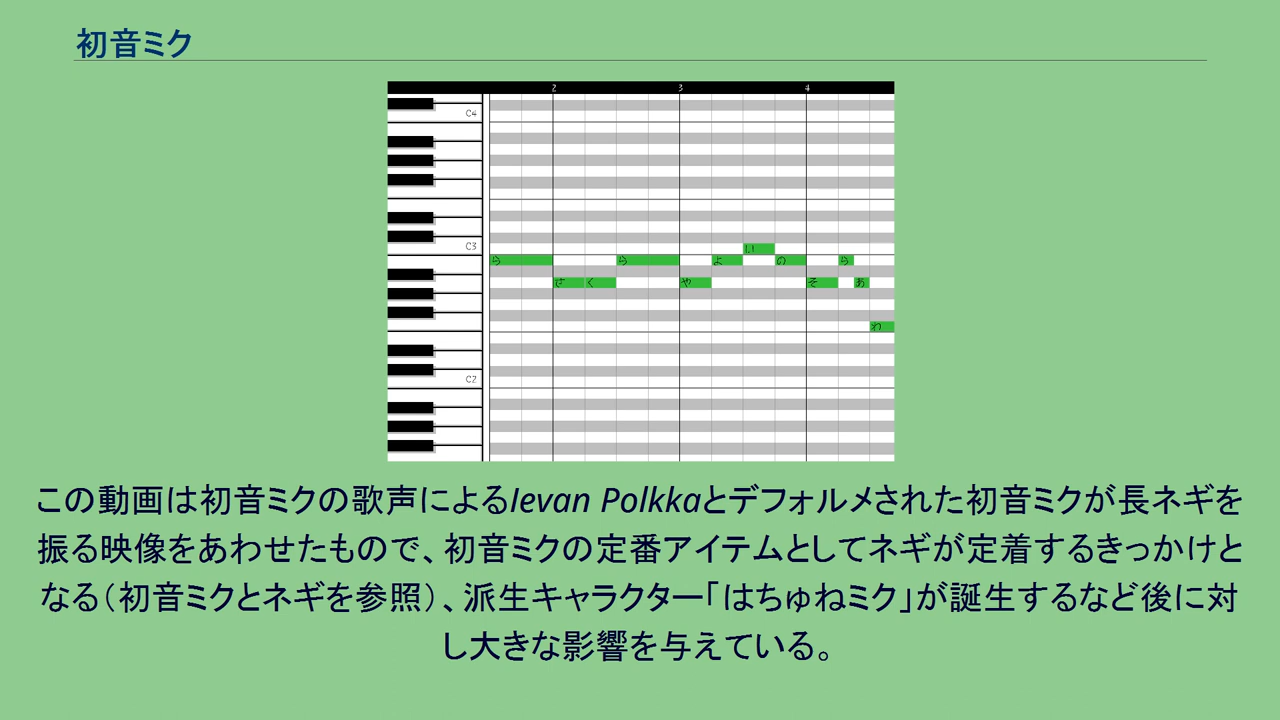 初音ミク
2 3 4
C4
C3
い
ら ら よ の ら
さ く や そ あ
わ
C2
この動画は初音ミクの歌声によるIevan Polkkaとデフォルメされた初音ミクが長ネギを
振る映像をあわせたもので、初音ミクの定番アイテムとしてネギが定着するきっかけと
なる（初音ミクとネギを参照）、派生キャラクター「はちゅねミク」が誕生するなど後に対
し大きな影響を与えている。